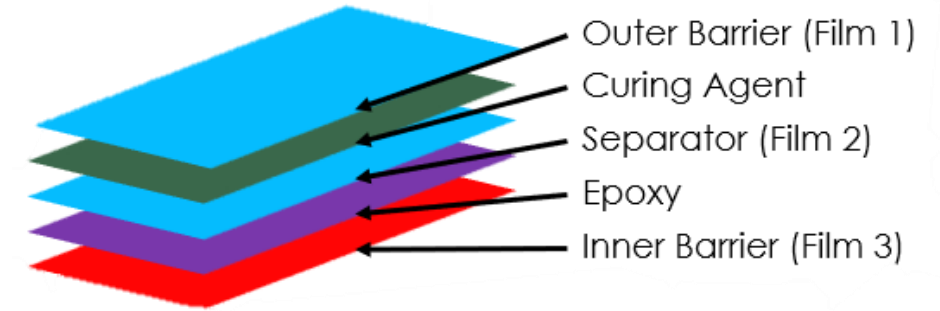 Outer Barrier (Film 1)
Curing Agent
Separator (Film 2)
Epoxy
Inner Barrier (Film 3)